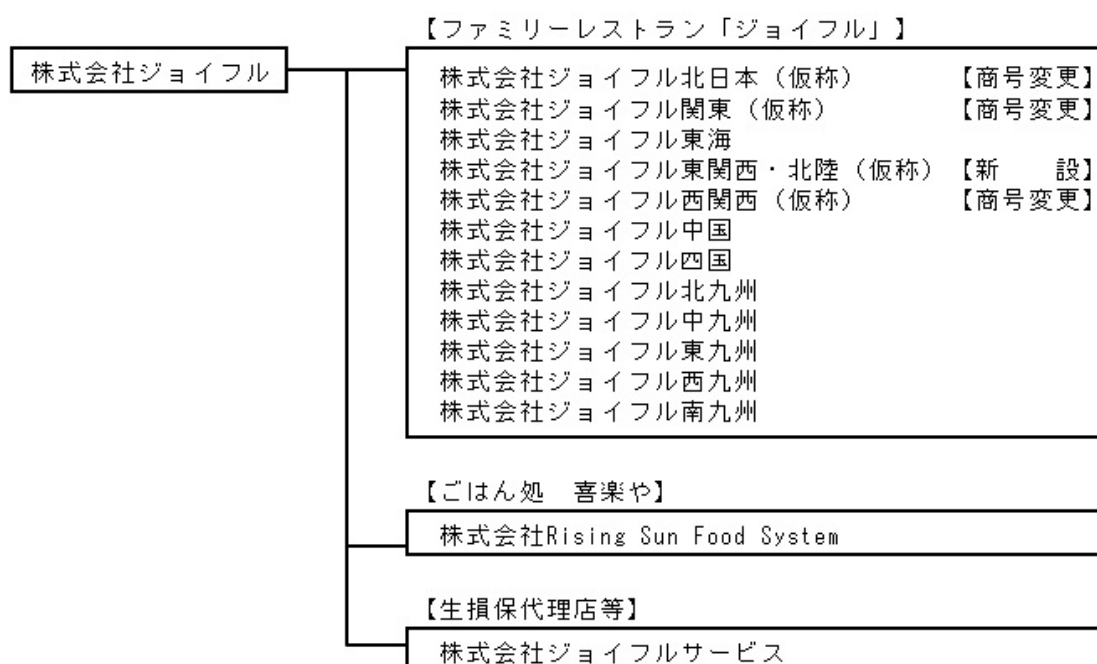 【ファミリーレストラン「ジョイフル」】
株式会社ジョイフル
株式会社ジョイフル北日本（仮称）　【商号変更】
株式会社ジョイフル関東（仮称）　【商号変更】
株式会社ジョイフル東海
株式会社ジョイフル東関西・北陸（仮称）【新　　設】
株式会社ジョイフル西関西（仮称）　【商号変更】
株式会社ジョイフル中国
株式会社ジョイフル四国
株式会社ジョイフル北九州
株式会社ジョイフル中九州
株式会社ジョイフル東九州
株式会社ジョイフル西九州
株式会社ジョイフル南九州
【ごはん処　喜楽や】
株式会社Rising Sun Food System
【生損保代理店等】
株式会社ジョイフルサービス